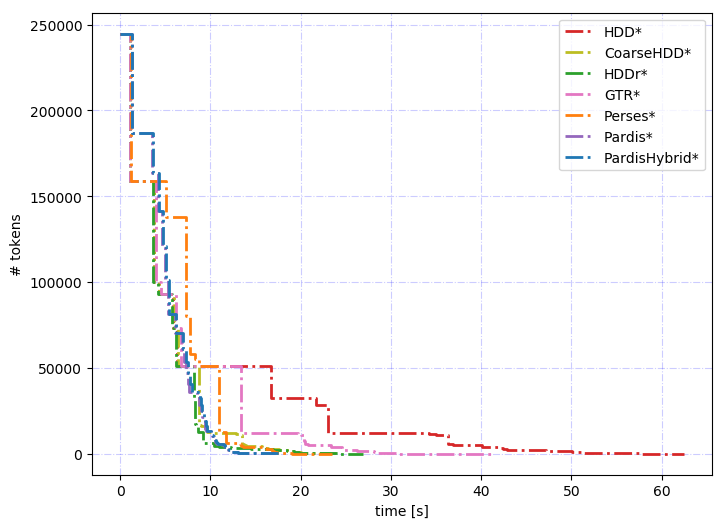 250000
200000
150000
100000
50000
0
# tokens
HDD*
CoarseHDD*
HDDr*
GTR*
Perses*
Pardis*
PardisHybrid*
0 10 20 30 40 50 60
time [s]